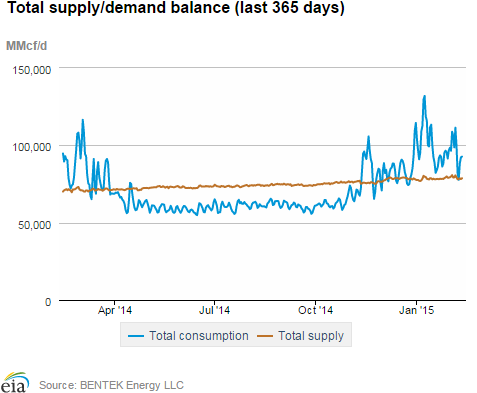 Total supply/demand balance (last 365 days)
MMcf/d
150,000
100,000
50,000
0
Apr '14 Jul '14 Oct '14 Jan '15
Total consumption Total supply
eia Source: BENTEK Energy LLC